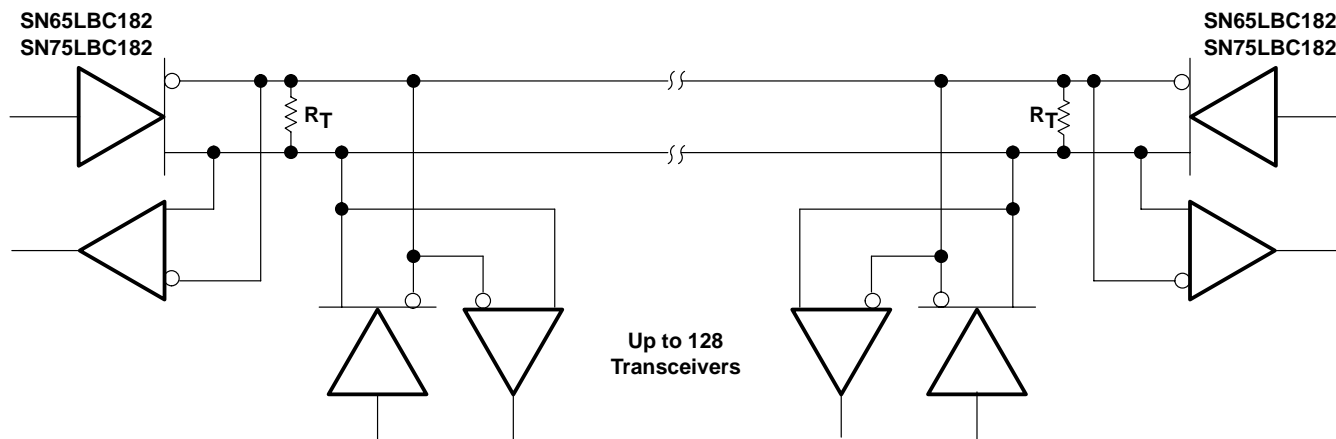 SN65LBC182
SN75LBC182
SN65LBC182
SN75LBC182
RT
RT
Up to 128
Transceivers